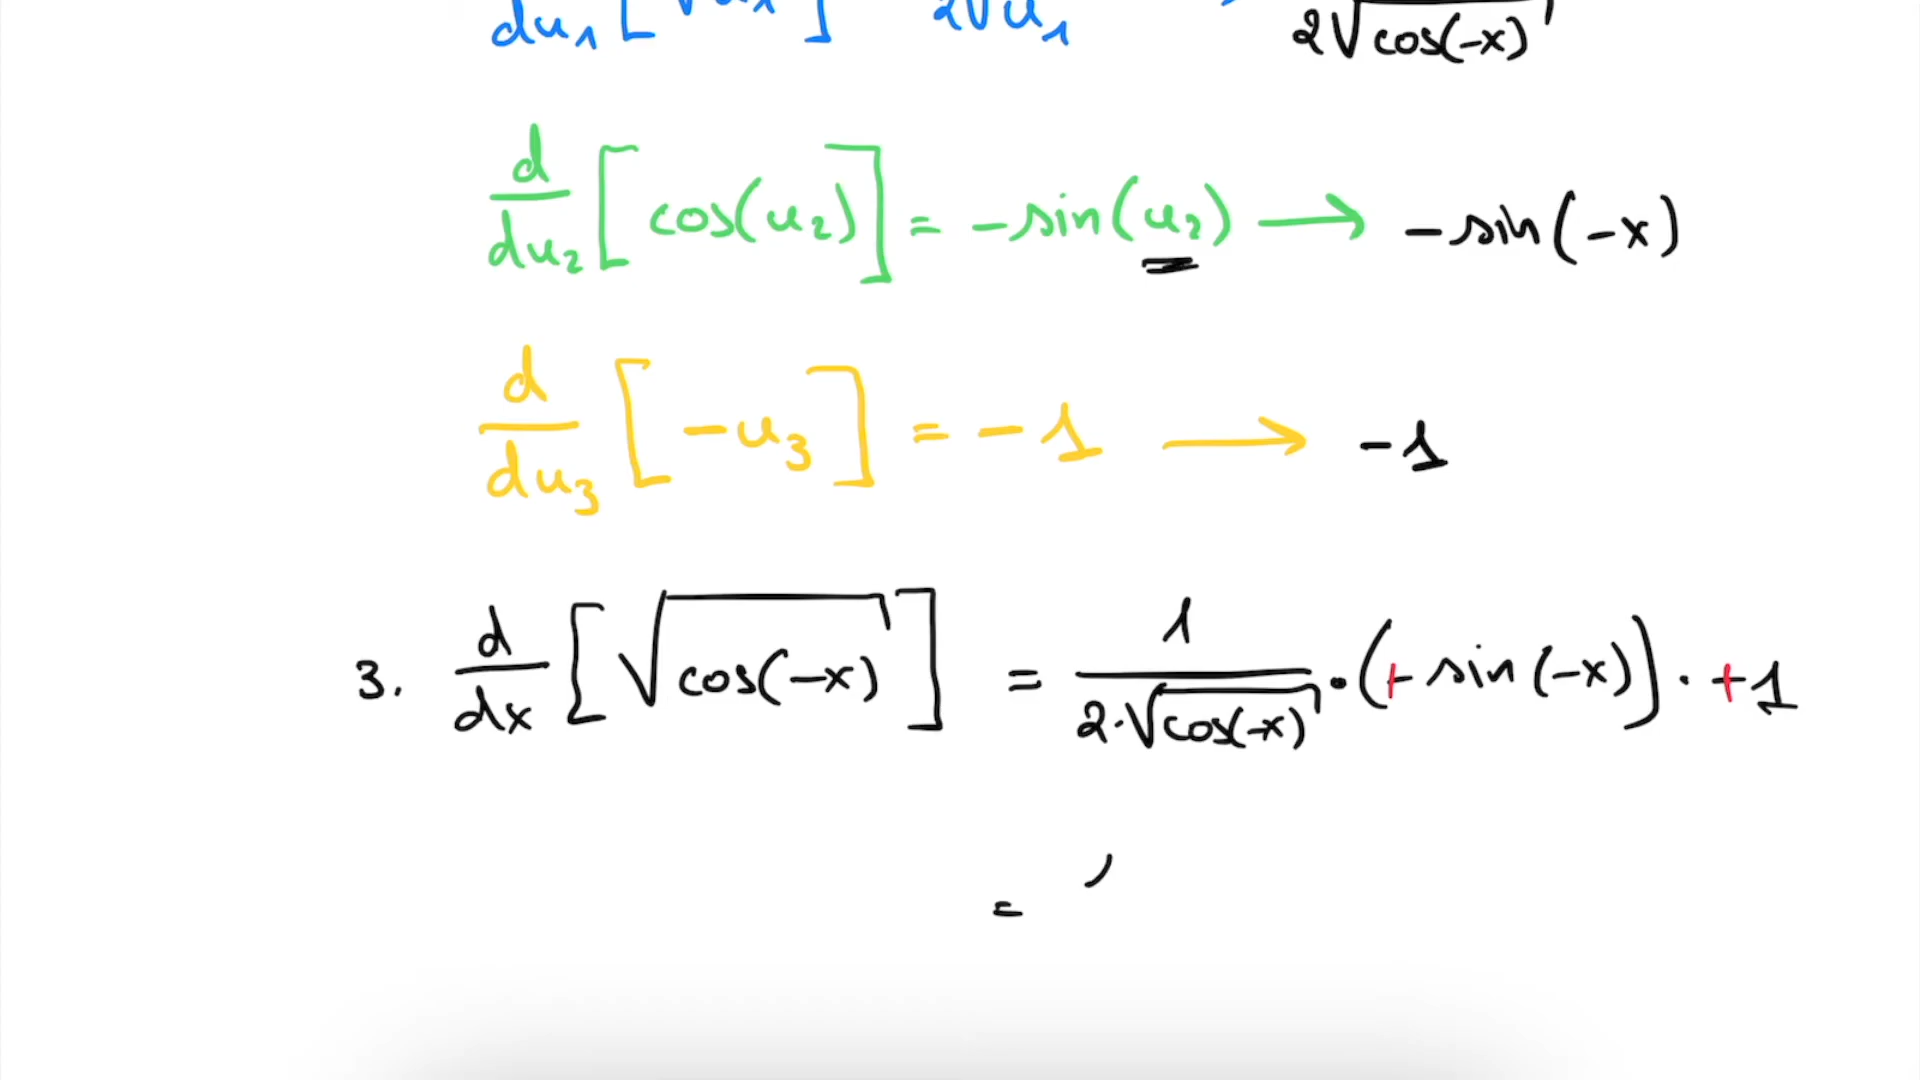 d/du₁ [√u₁] 2√u₁ → 2√cos(-x)
d/du₂ [cos(u₂)] = -sin(u₂) → -sin(-x)
d/du₃ [-u₃] = -1 → -1
3. d/dx [√cos(-x)] = 1/(2·√cos(-x)) · (+sin(-x)) · +1
=